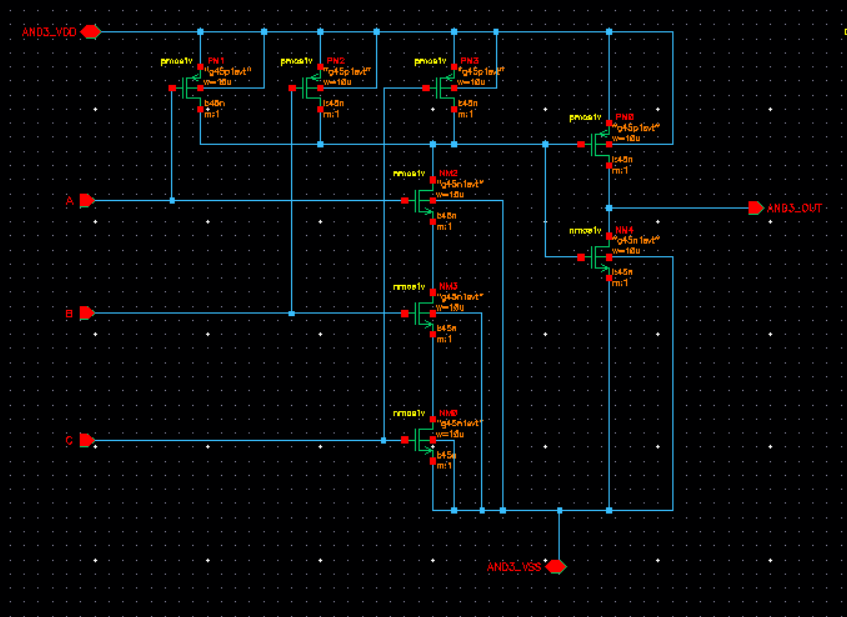 AND3_VDD
pmos1v PM1
"g45p1svt"
w=10u
l:45n
m:1
pmos1v PM2
"g45p1svt"
w=10u
l:45n
m:1
pmos1v PM3
"g45p1svt"
w=10u
l:45n
m:1
pmos1v PM0
"g45p1svt"
w=10u
l:45n
m:1
nmos1v NM2
"g45n1svt"
w=10u
l:45n
m:1
A
AND3_OUT
nmos1v NM4
"g45n1svt"
w=10u
l:45n
m:1
nmos1v NM3
"g45n1svt"
w=10u
l:45n
m:1
B
nmos1v NM0
"g45n1svt"
w=10u
l:45n
m:1
C
AND3_VSS